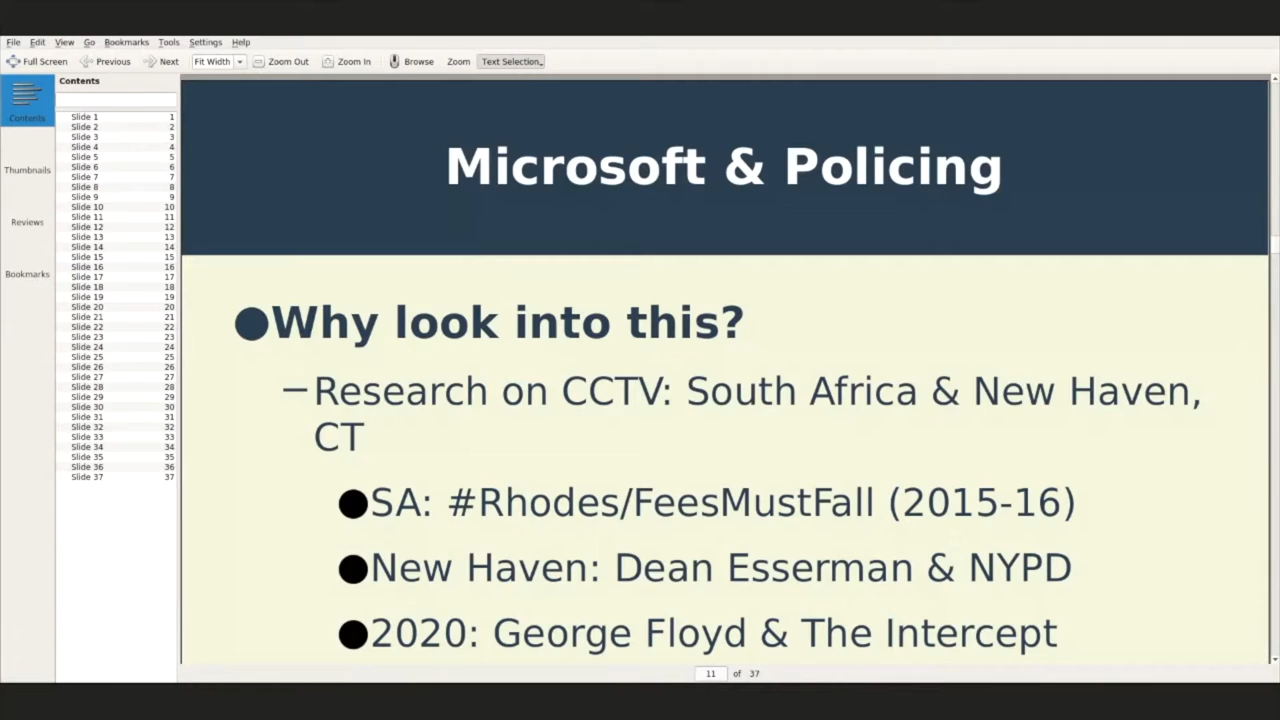 File Edit View Go Bookmarks Tools Settings Help
Full Screen Previous Next Fit Width Zoom Out Zoom In Browse Zoom Text Selection
Contents
Contents
Thumbnails
Reviews
Bookmarks
Slide 1 1
Slide 2 2
Slide 3 3
Slide 4 4
Slide 5 5
Slide 6 6
Slide 7 7
Slide 8 8
Slide 9 9
Slide 10 10
Slide 11 11
Slide 12 12
Slide 13 13
Slide 14 14
Slide 15 15
Slide 16 16
Slide 17 17
Slide 18 18
Slide 19 19
Slide 20 20
Slide 21 21
Slide 22 22
Slide 23 23
Slide 24 24
Slide 25 25
Slide 26 26
Slide 27 27
Slide 28 28
Slide 29 29
Slide 30 30
Slide 31 31
Slide 32 32
Slide 33 33
Slide 34 34
Slide 35 35
Slide 36 36
Slide 37 37
Microsoft & Policing
●Why look into this?
–Research on CCTV: South Africa & New Haven,
CT
●SA: #Rhodes/FeesMustFall (2015-16)
●New Haven: Dean Esserman & NYPD
●2020: George Floyd & The Intercept
11 of 37